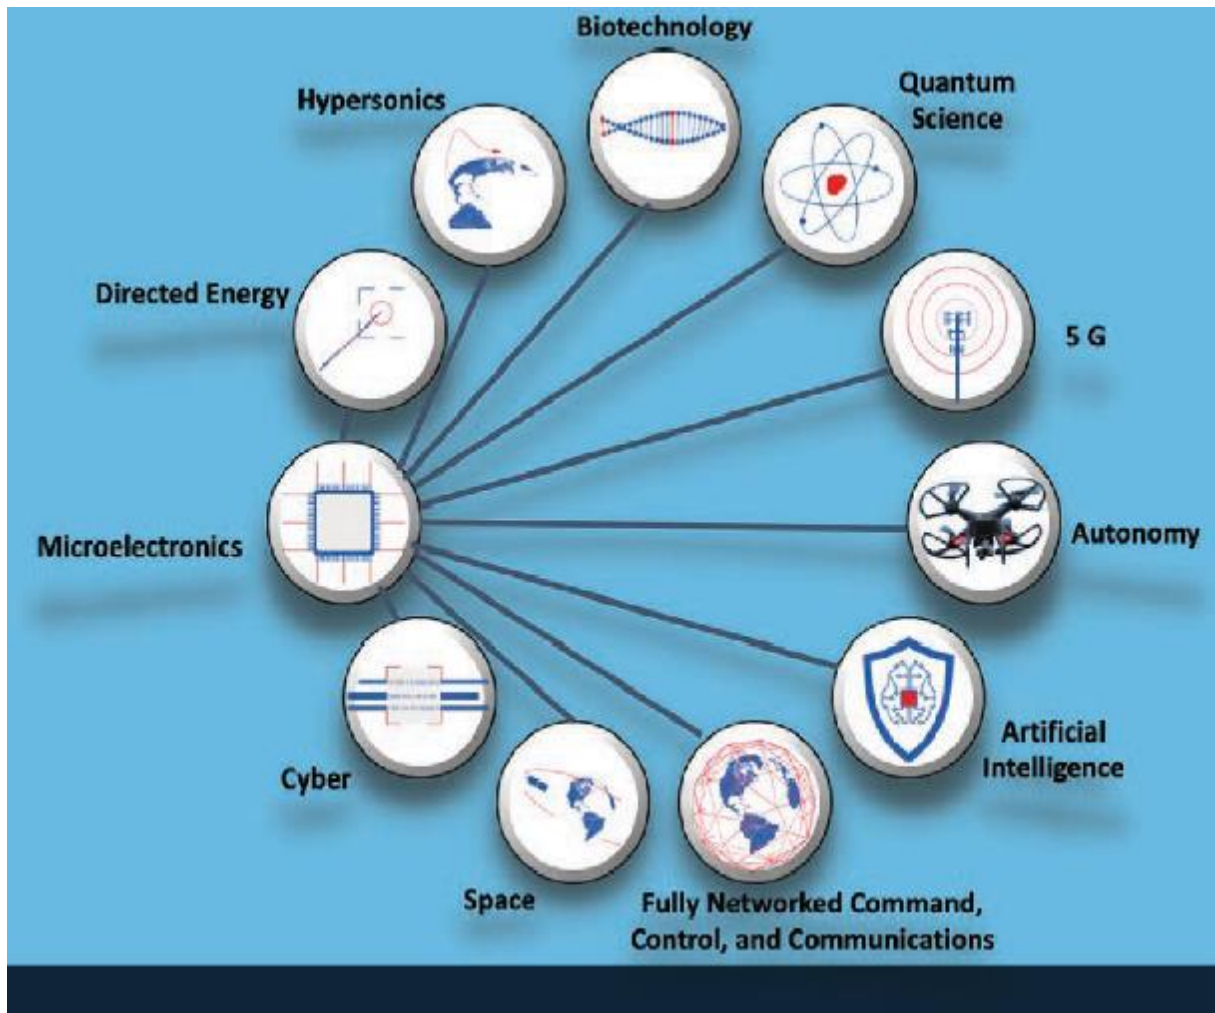 Biotechnology
Quantum
Science
Hypersonics
Directed Energy
5 G
Microelectronics
Autonomy
Artificial
Intelligence
Cyber
Space
Fully Networked Command,
Control, and Communications